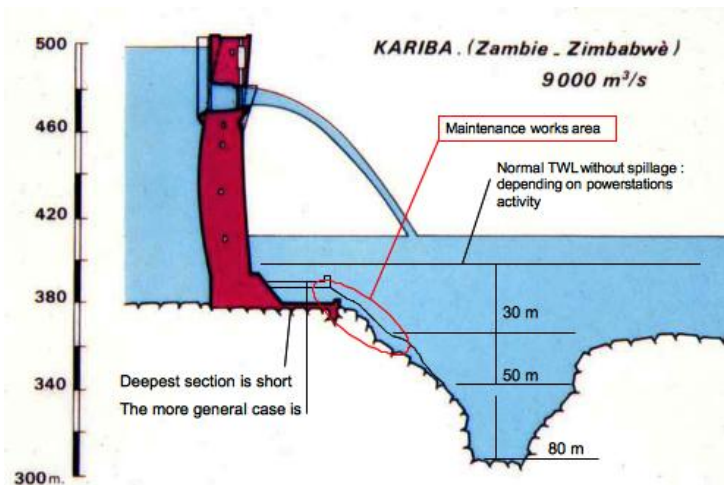 KARIBA . (Zambie _ Zimbabwè)
9000 m³/s
500
460
420
380
340
300m.
Maintenance works area
Normal TWL without spillage :
depending on powerstations
activity
30 m
50 m
80 m
Deepest section is short
The more general case is